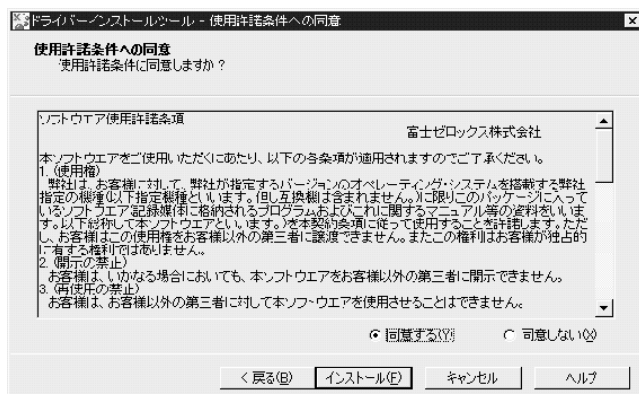 ドライバーインストールツール - 使用許諾条件への同意
使用許諾条件への同意
使用許諾条件に同意しますか？
ソフトウエア使用許諾条項
富士ゼロックス株式会社
本ソフトウエアをご使用いただくにあたり、以下の各条項が適用されますのでご了承ください。
1. (使用権)
弊社は、お客様に対して、弊社が指定するバージョンのオペレーティング・システムを搭載する弊社
指定の機種(以下指定機種といいます。但し互換機は含まれません。)に限りこのパッケージに入って
いるソフトウエア記録媒体に格納されるプログラムおよびこれに関するマニュアル等の資料をいいま
す。以下総称して本ソフトウエアといいます。)を本契約条項に従って使用することを許諾します。ただ
し、お客様はこの使用権をお客様以外の第三者に譲渡できません。またこの権利はお客様が独占的
に有する権利ではありません。
2. (開示の禁止)
お客様は、いかなる場合においても、本ソフトウエアをお客様以外の第三者に開示できません。
3. (再使用の禁止)
お客様は、お客様以外の第三者に対して本ソフトウエアを使用させることはできません。
同意する(Y) 同意しない(X)
< 戻る(B) インストール(F) キャンセル ヘルプ